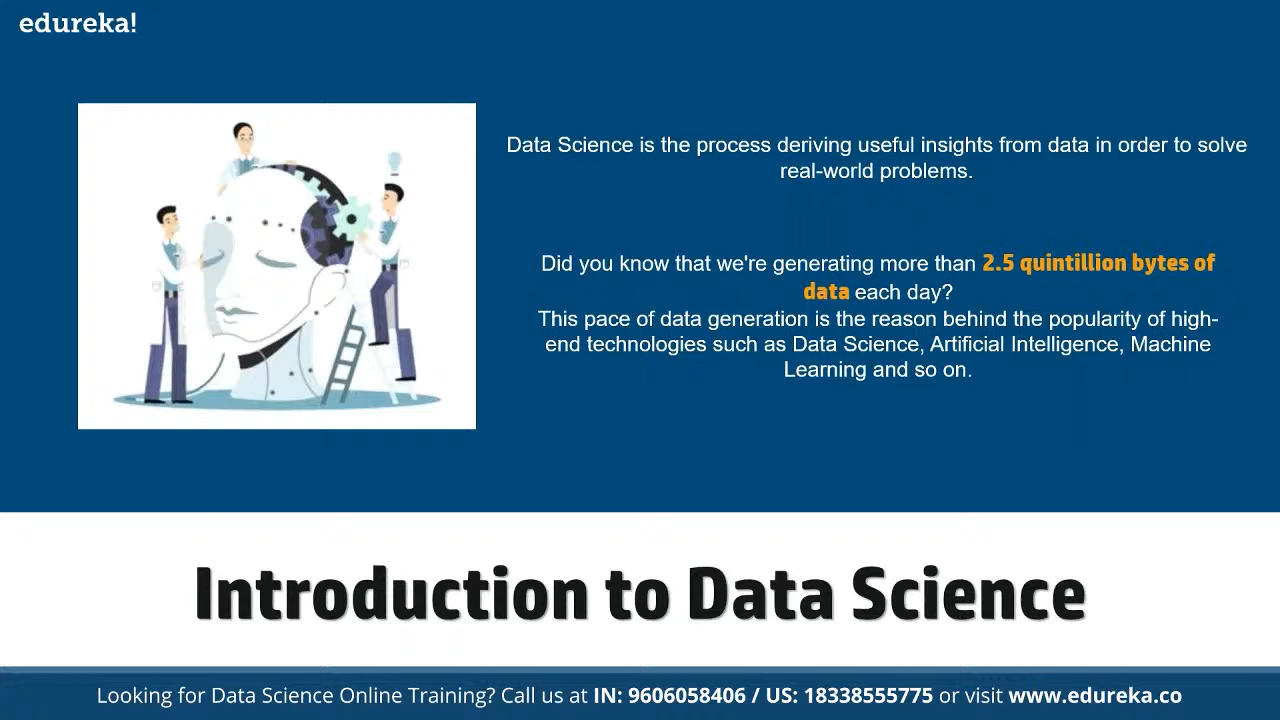 edureka!
Data Science is the process deriving useful insights from data in order to solve
real-world problems.
Did you know that we're generating more than 2.5 quintillion bytes of
data each day?
This pace of data generation is the reason behind the popularity of high-
end technologies such as Data Science, Artificial Intelligence, Machine
Learning and so on.
Introduction to Data Science
Looking for Data Science Online Training? Call us at IN: 9606058406 / US: 18338555775 or visit www.edureka.co